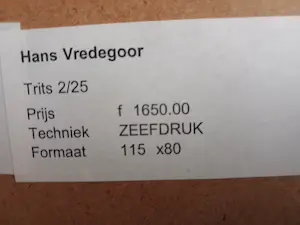 Hans Vredegoor
Trits 2/25
Prijs f 1650.00
Techniek ZEEFDRUK
Formaat 115 x80